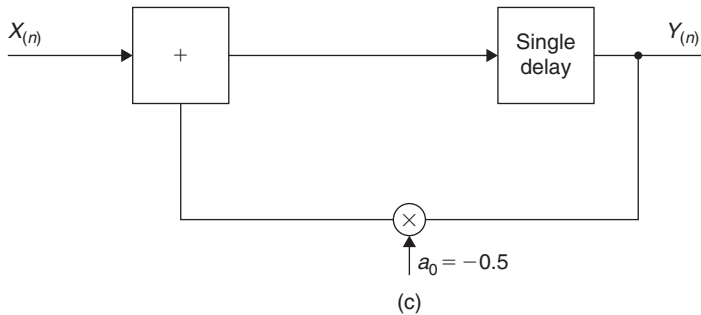 X(n)
+
Single
delay
Y(n)
×
a0 = −0.5
(c)